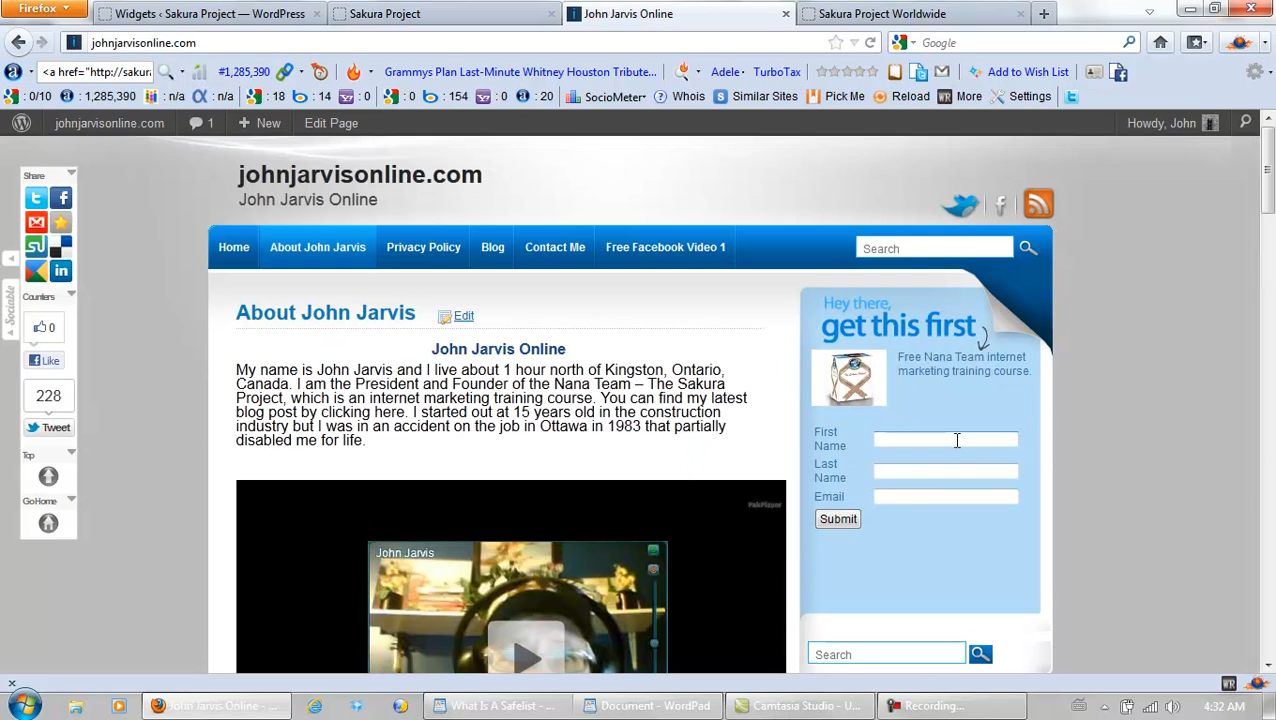 Firefox
Widgets ‹ Sakura Project — WordPress
Sakura Project
John Jarvis Online
Sakura Project Worldwide
johnjarvisonline.com
Google
<a href="http://sakura
#1,285,390
Grammys Plan Last-Minute Whitney Houston Tribute...
Adele
TurboTax
Add to Wish List
: 0/10
: 1,285,390
: n/a
: n/a
: 18
: 14
: 0
: 0
: 154
: 0
: 20
SocioMeter
Whois
Similar Sites
Pick Me
Reload
More
Settings
johnjarvisonline.com
1
New
Edit Page
Howdy, John
Share
johnjarvisonline.com
John Jarvis Online
Home
About John Jarvis
Privacy Policy
Blog
Contact Me
Free Facebook Video 1
Search
Sociable
Counters
0
Like
228
Tweet
Top
Go Home
About John Jarvis
Edit
John Jarvis Online
My name is John Jarvis and I live about 1 hour north of Kingston, Ontario,
Canada. I am the President and Founder of the Nana Team – The Sakura
Project, which is an internet marketing training course. You can find my latest
blog post by clicking here. I started out at 15 years old in the construction
industry but I was in an accident on the job in Ottawa in 1983 that partially
disabled me for life.
John Jarvis
Hey there,
get this first
Free Nana Team internet
marketing training course.
First
Name
Last
Name
Email
Submit
Search
WR
John Jarvis Online - ...
What Is A Safelist - ...
Document - WordPad
Camtasia Studio - U...
Recording...
4:32 AM